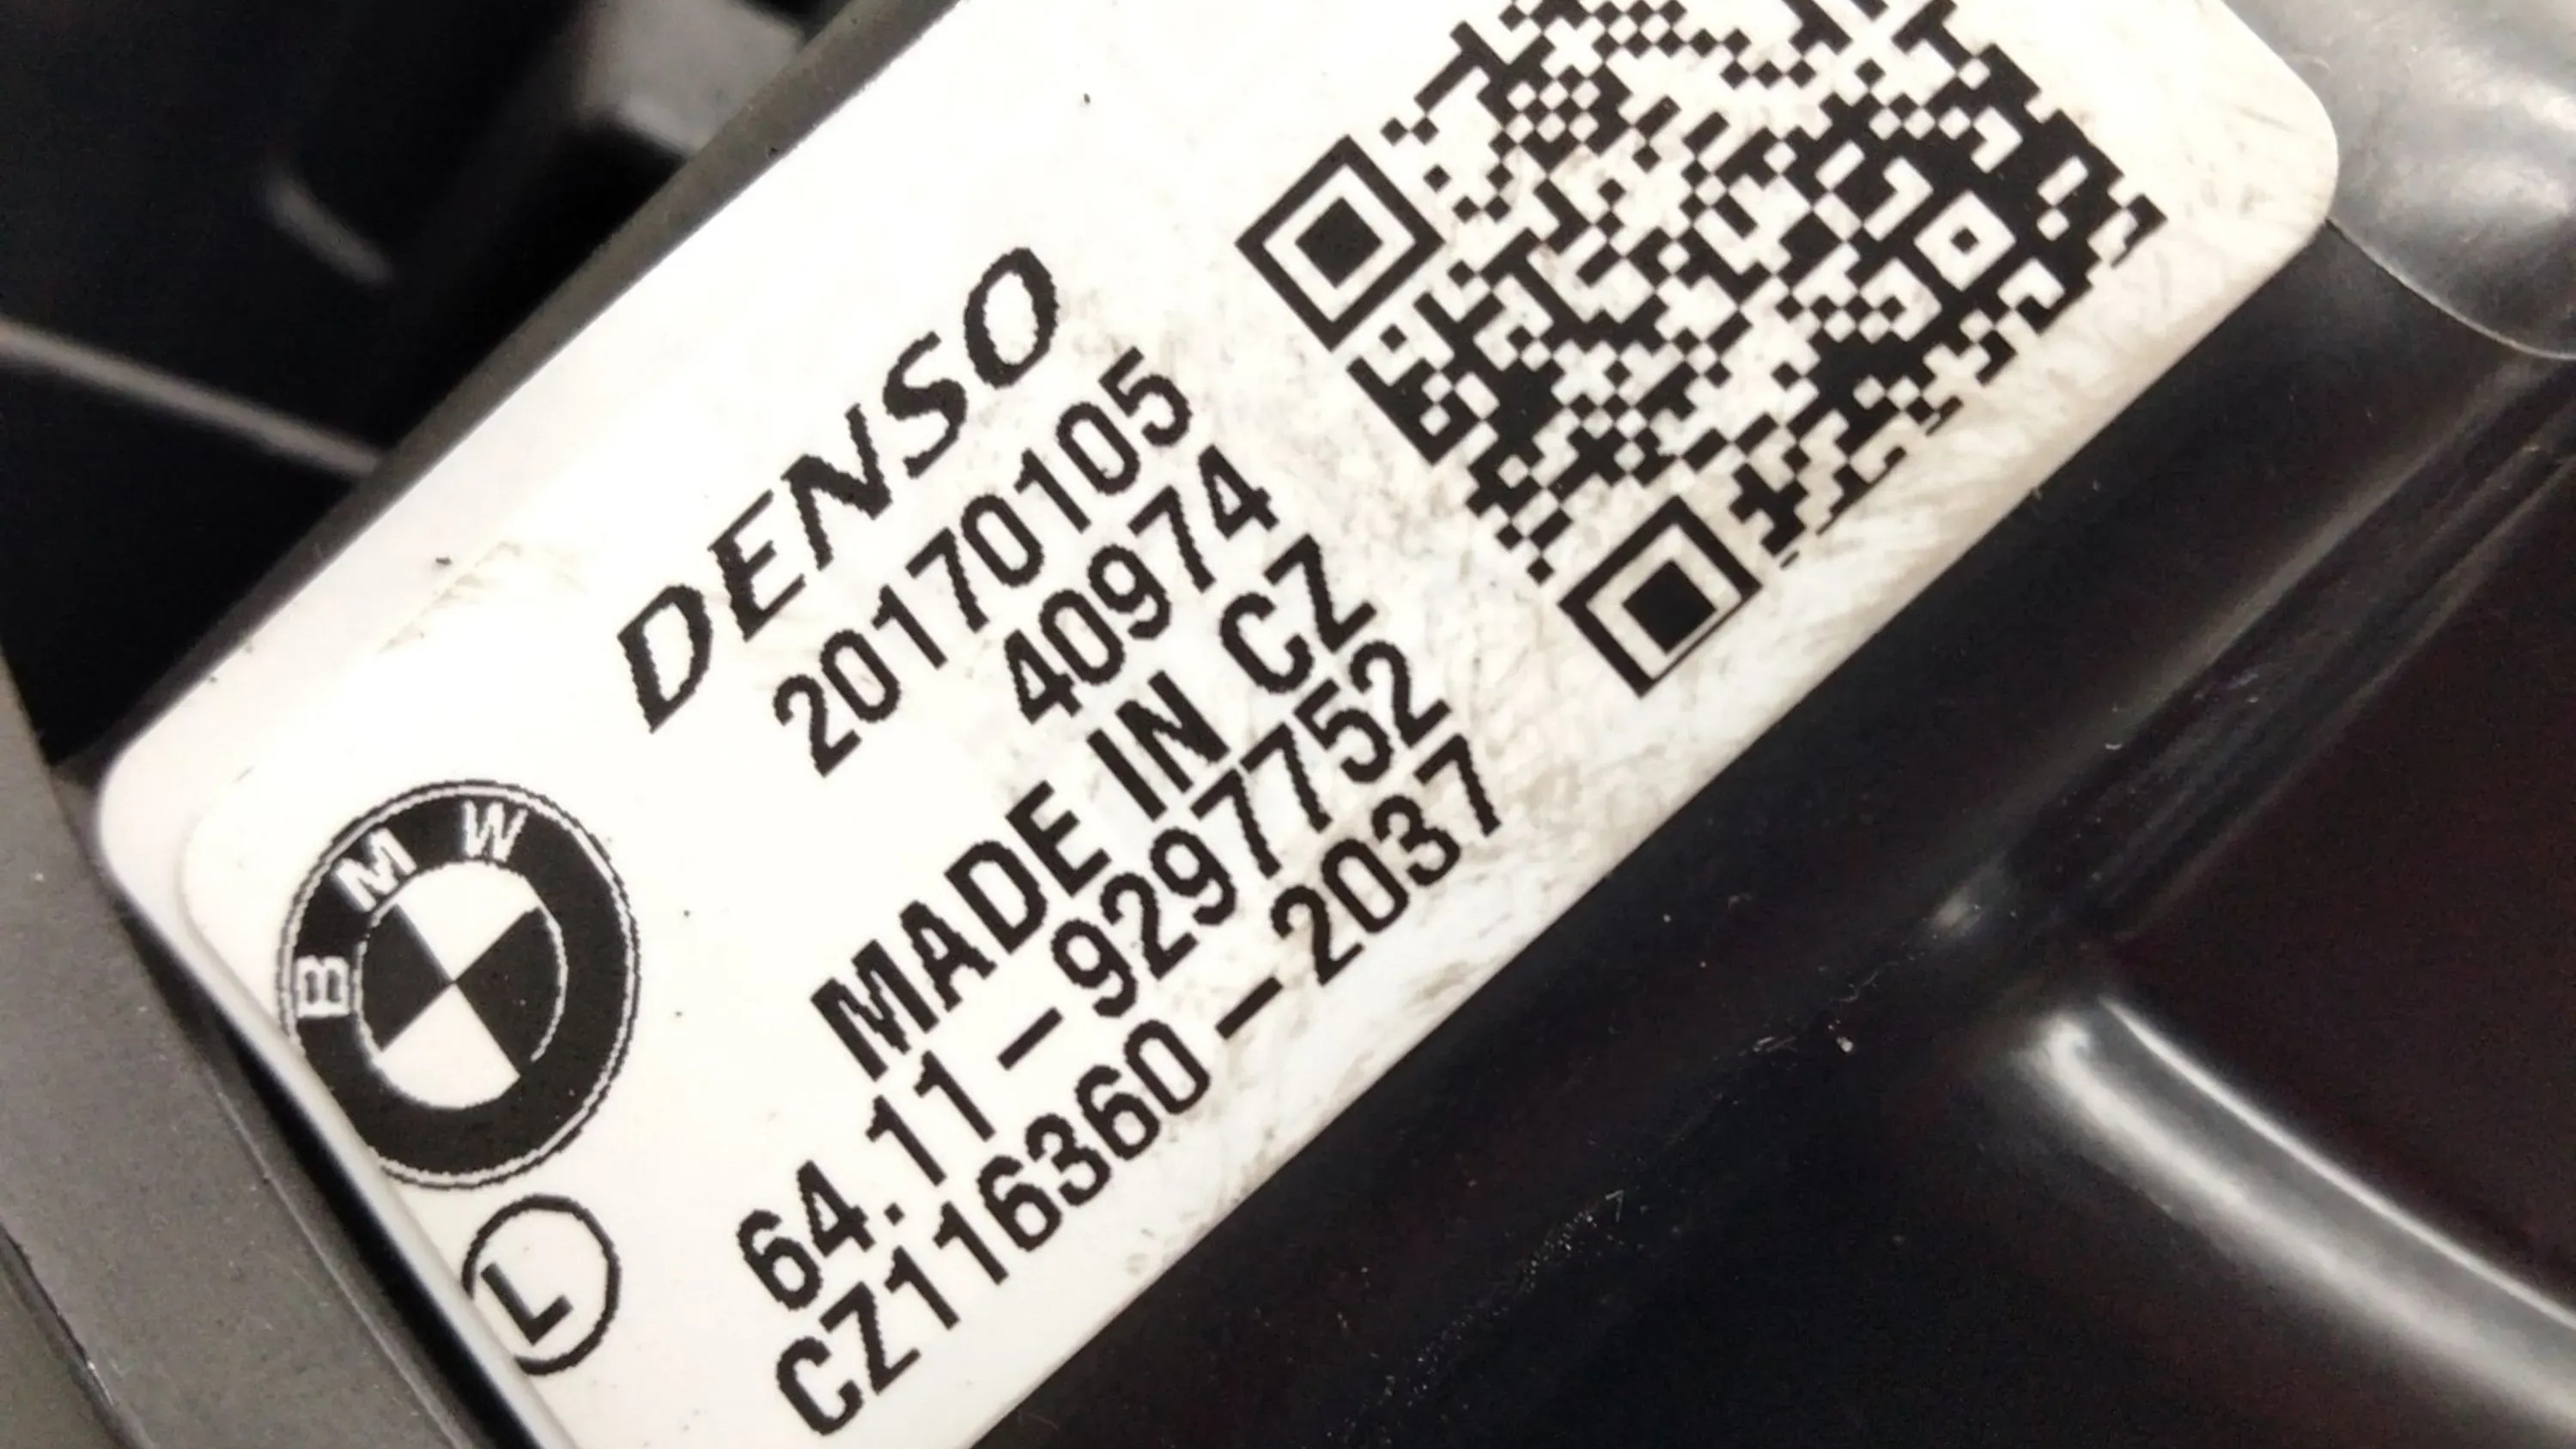 DENSO
20170105
40974
MADE IN CZ
64.11-9297752
CZ116360-2037
BMW
L